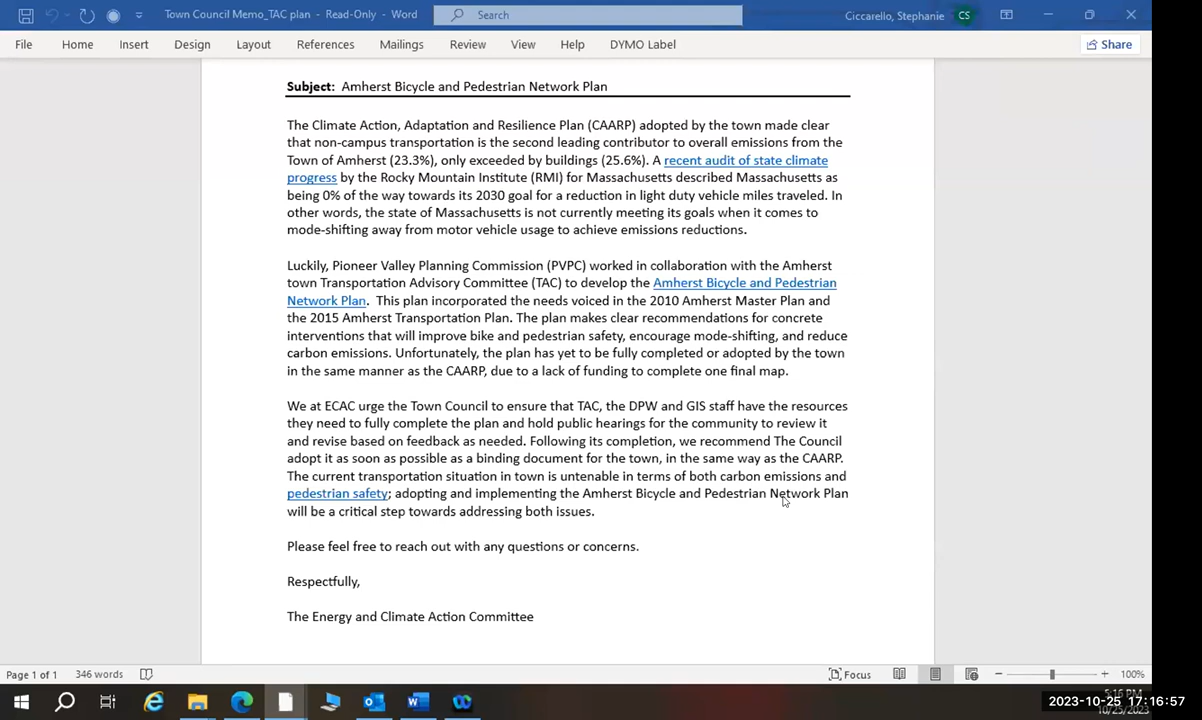 Town Council Memo_TAC plan - Read-Only - Word
Search
Ciccarello, Stephanie CS
File Home Insert Design Layout References Mailings Review View Help DYMO Label Share
Subject: Amherst Bicycle and Pedestrian Network Plan
The Climate Action, Adaptation and Resilience Plan (CAARP) adopted by the town made clear
that non-campus transportation is the second leading contributor to overall emissions from the
Town of Amherst (23.3%), only exceeded by buildings (25.6%). A recent audit of state climate
progress by the Rocky Mountain Institute (RMI) for Massachusetts described Massachusetts as
being 0% of the way towards its 2030 goal for a reduction in light duty vehicle miles traveled. In
other words, the state of Massachusetts is not currently meeting its goals when it comes to
mode-shifting away from motor vehicle usage to achieve emissions reductions.
Luckily, Pioneer Valley Planning Commission (PVPC) worked in collaboration with the Amherst
town Transportation Advisory Committee (TAC) to develop the Amherst Bicycle and Pedestrian
Network Plan. This plan incorporated the needs voiced in the 2010 Amherst Master Plan and
the 2015 Amherst Transportation Plan. The plan makes clear recommendations for concrete
interventions that will improve bike and pedestrian safety, encourage mode-shifting, and reduce
carbon emissions. Unfortunately, the plan has yet to be fully completed or adopted by the town
in the same manner as the CAARP, due to a lack of funding to complete one final map.
We at ECAC urge the Town Council to ensure that TAC, the DPW and GIS staff have the resources
they need to fully complete the plan and hold public hearings for the community to review it
and revise based on feedback as needed. Following its completion, we recommend The Council
adopt it as soon as possible as a binding document for the town, in the same way as the CAARP.
The current transportation situation in town is untenable in terms of both carbon emissions and
pedestrian safety; adopting and implementing the Amherst Bicycle and Pedestrian Network Plan
will be a critical step towards addressing both issues.
Please feel free to reach out with any questions or concerns.
Respectfully,
The Energy and Climate Action Committee
Page 1 of 1 346 words Focus 100%
5:16 PM
2023-10-25 17:16:57
10/25/2023